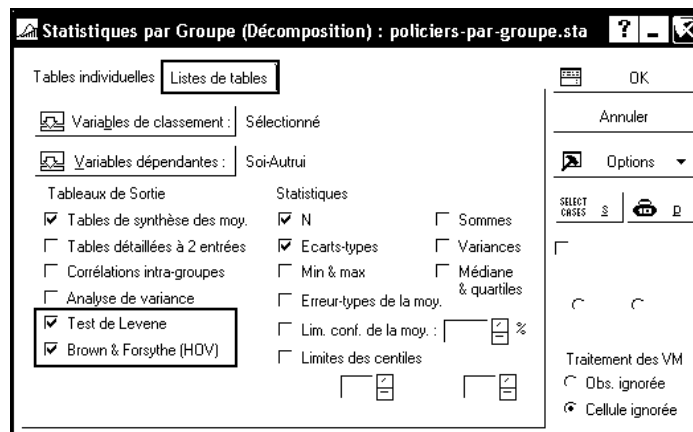 Statistiques par Groupe (Décomposition) : policiers-par-groupe.sta ?
Tables individuelles Listes de tables
Variables de classement : Sélectionné
Variables dépendantes : Soi-Autrui
Tableaux de Sortie
Tables de synthèse des moy.
Tables détaillées à 2 entrées
Corrélations intra-groupes
Analyse de variance
Test de Levene
Brown & Forsythe (HOV)
Statistiques
N
Ecarts-types
Min & max
Erreur-types de la moy.
Lim. conf. de la moy. : %
Limites des centiles
Sommes
Variances
Médiane
& quartiles
OK
Annuler
Options
SELECT
CASES S D
Traitement des VM
Obs. ignorée
Cellule ignorée